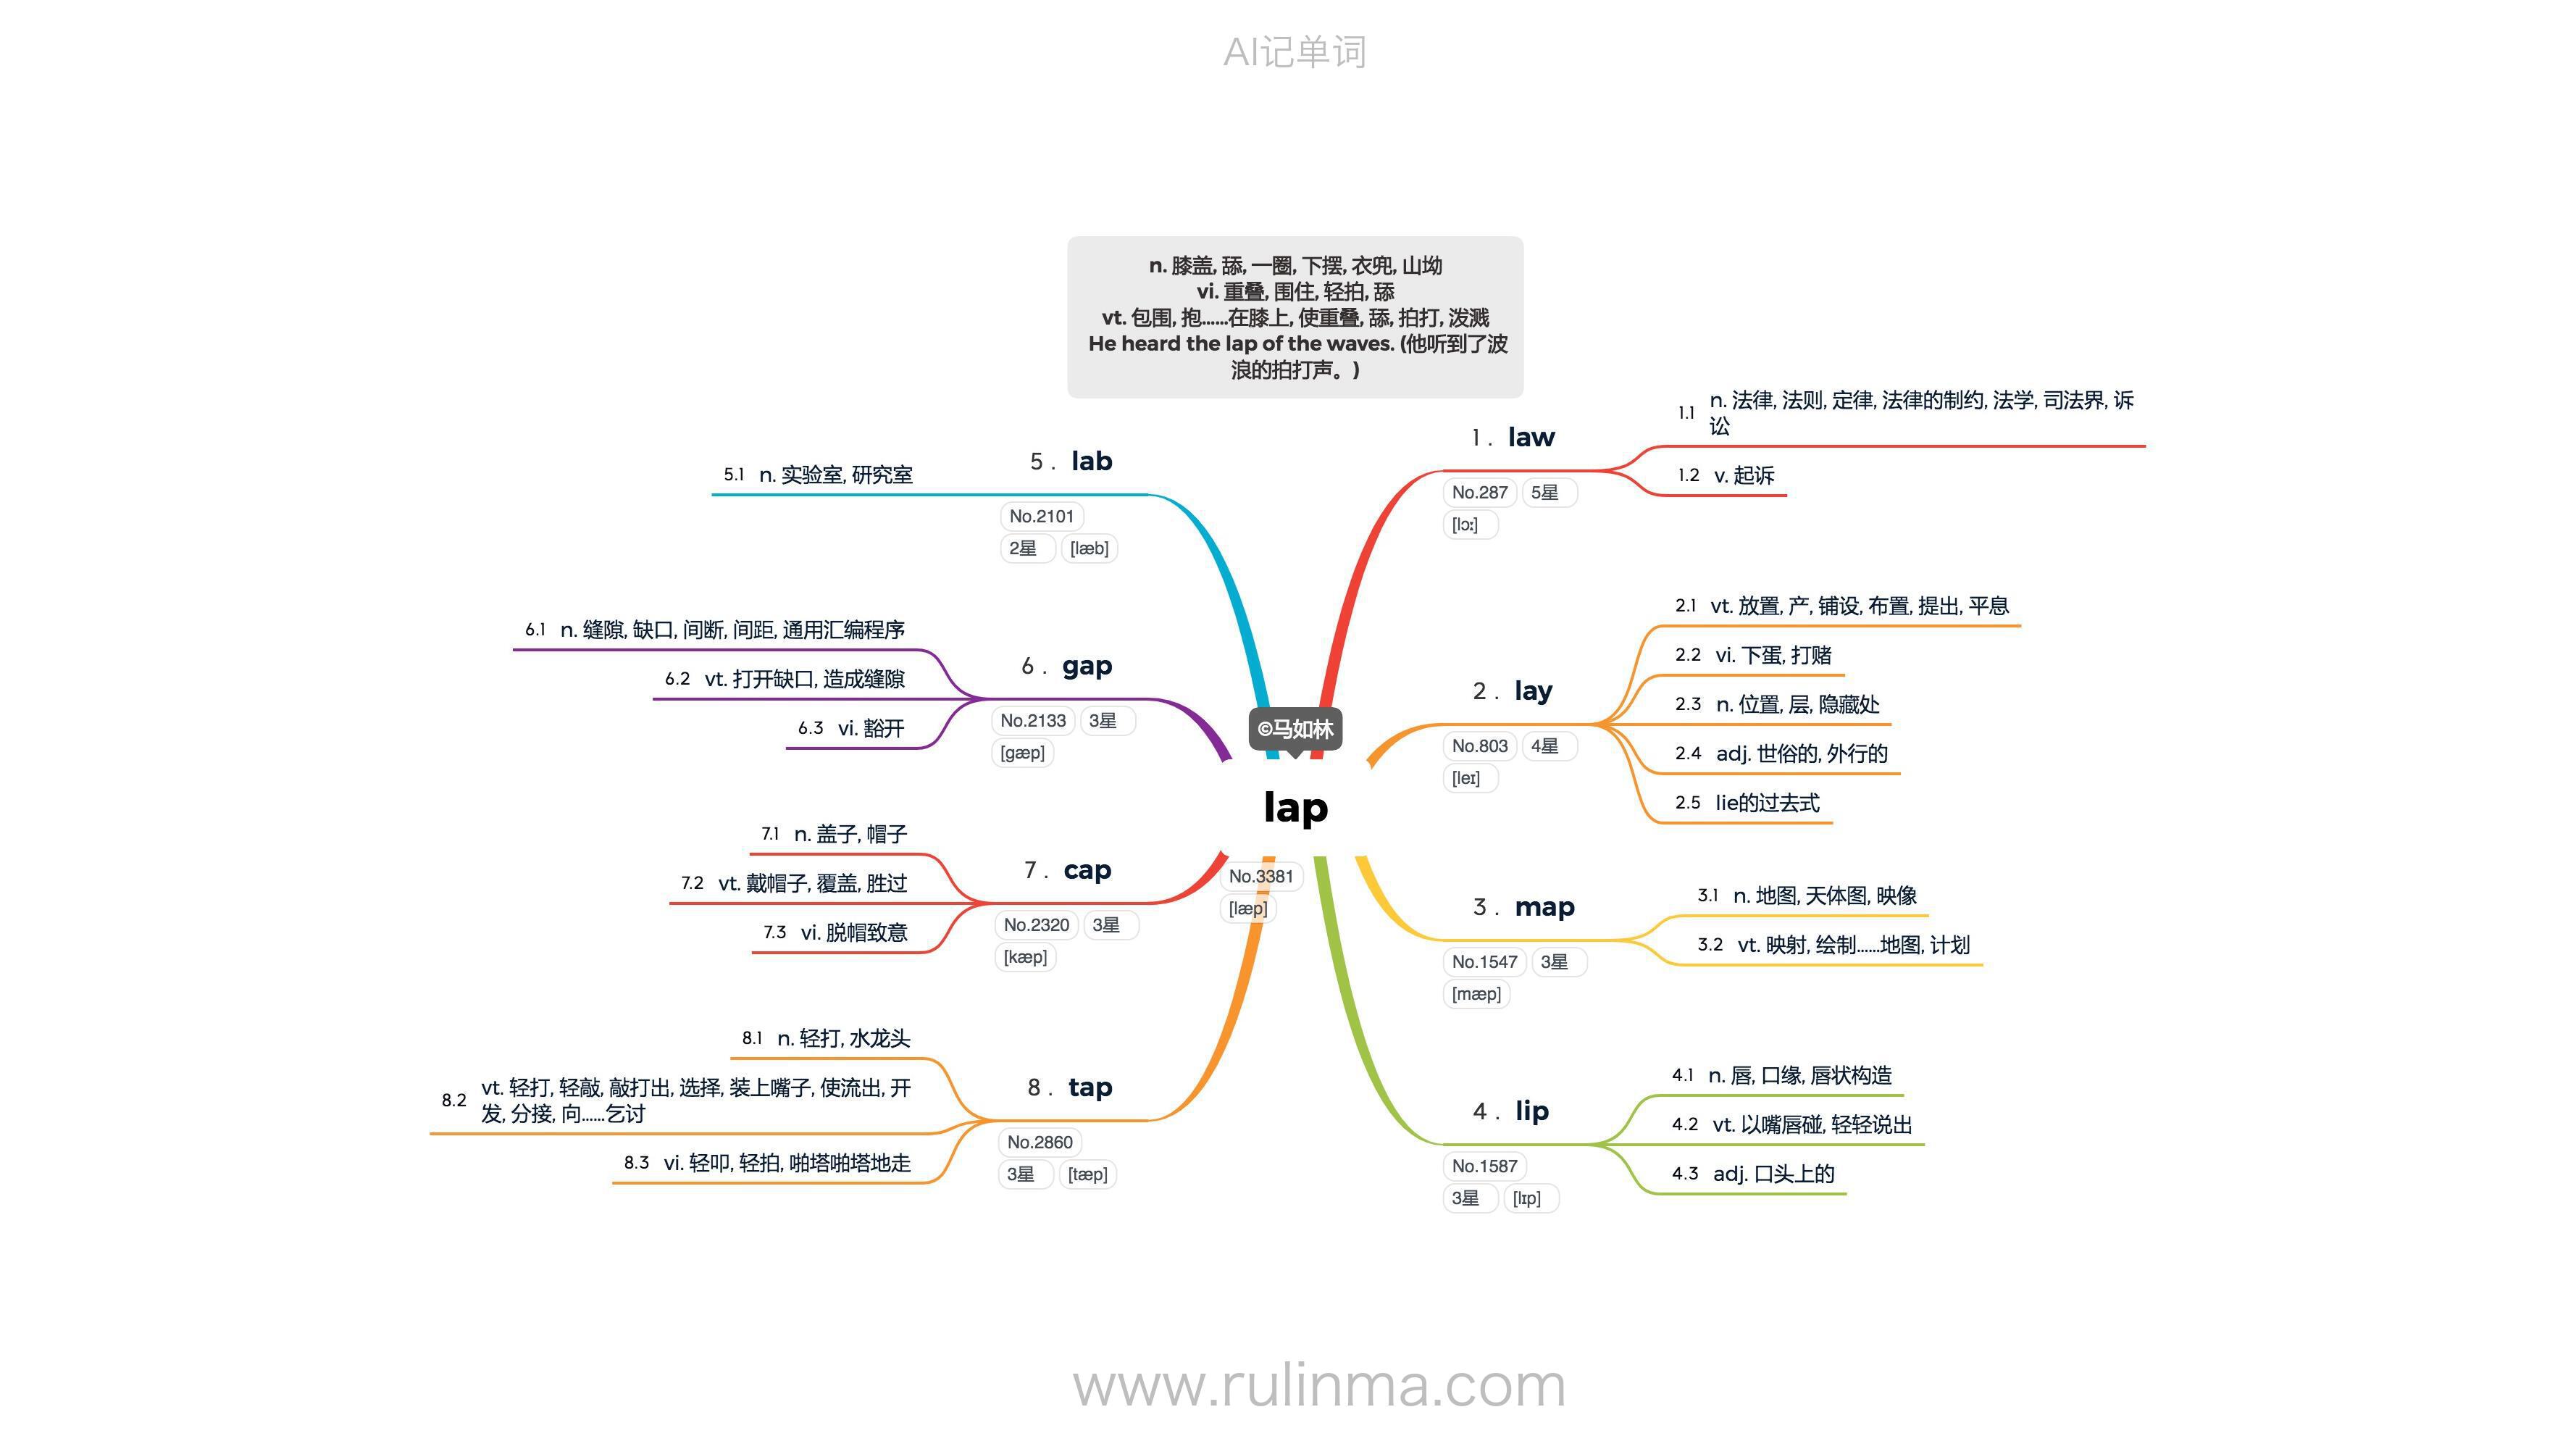 AI记单词
n. 膝盖, 舔, 一圈, 下摆, 衣兜, 山坳
vi. 重叠, 围住, 轻拍, 舔
vt. 包围, 抱……在膝上, 使重叠, 舔, 拍打, 泼溅
He heard the lap of the waves. (他听到了波
浪的拍打声。)
©马如林
lap
No.3381
[læp]
1. law
No.287 5星
[lɔː]
1.1 n. 法律, 法则, 定律, 法律的制约, 法学, 司法界, 诉
讼
1.2 v. 起诉
2. lay
No.803 4星
[leɪ]
2.1 vt. 放置, 产, 铺设, 布置, 提出, 平息
2.2 vi. 下蛋, 打赌
2.3 n. 位置, 层, 隐藏处
2.4 adj. 世俗的, 外行的
2.5 lie的过去式
3. map
No.1547 3星
[mæp]
3.1 n. 地图, 天体图, 映像
3.2 vt. 映射, 绘制……地图, 计划
4. lip
No.1587
3星 [lɪp]
4.1 n. 唇, 口缘, 唇状构造
4.2 vt. 以嘴唇碰, 轻轻说出
4.3 adj. 口头上的
5. lab
No.2101
2星 [læb]
5.1 n. 实验室, 研究室
6. gap
No.2133 3星
[gæp]
6.1 n. 缝隙, 缺口, 间断, 间距, 通用汇编程序
6.2 vt. 打开缺口, 造成缝隙
6.3 vi. 豁开
7. cap
No.2320 3星
[kæp]
7.1 n. 盖子, 帽子
7.2 vt. 戴帽子, 覆盖, 胜过
7.3 vi. 脱帽致意
8. tap
No.2860
3星 [tæp]
8.1 n. 轻打, 水龙头
8.2 vt. 轻打, 轻敲, 敲打出, 选择, 装上嘴子, 使流出, 开
发, 分接, 向……乞讨
8.3 vi. 轻叩, 轻拍, 啪塔啪塔地走
www.rulinma.com